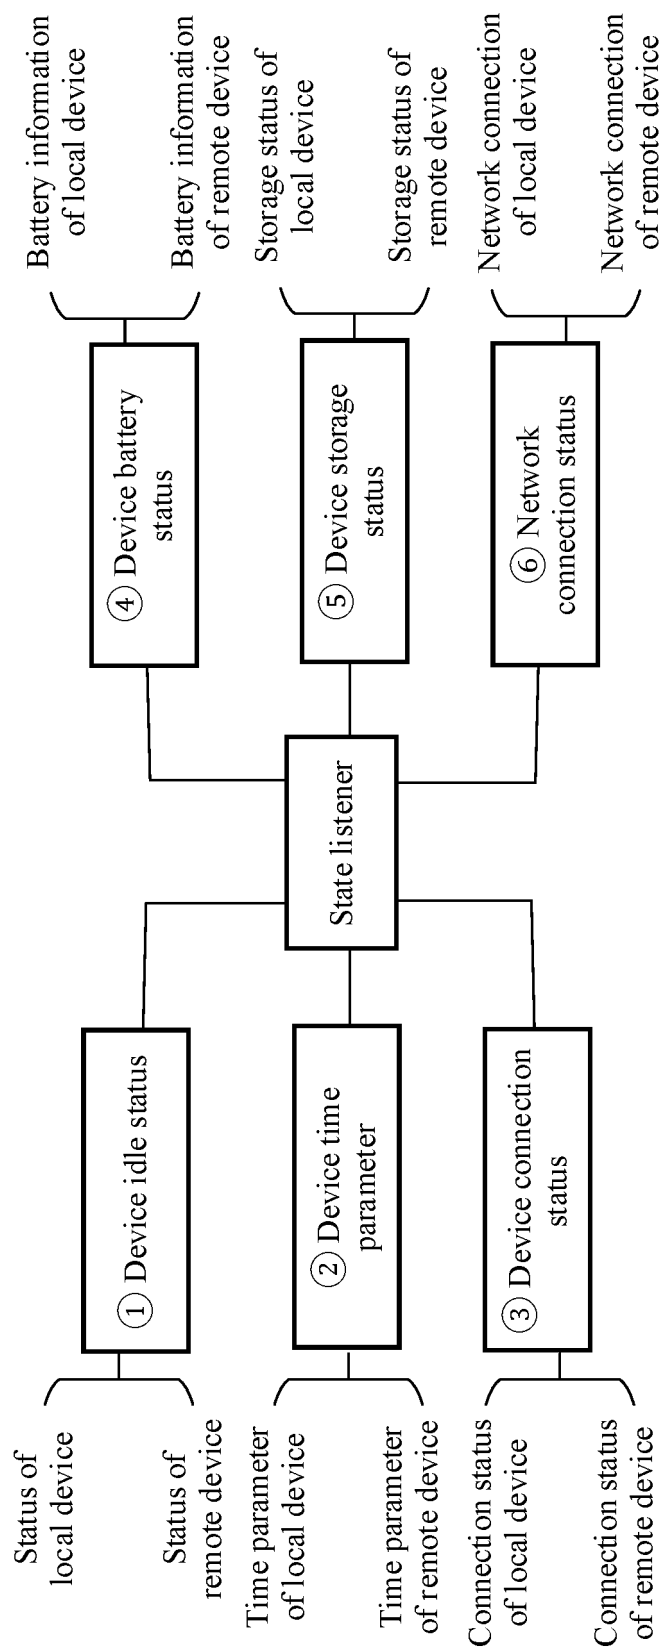 Status of
local device
Status of
remote device
① Device idle status
Time parameter
of local device
Time parameter
of remote device
② Device time
parameter
Connection status
of local device
Connection status
of remote device
③ Device connection
status
State listener
④ Device battery
status
Battery information
of local device
Battery information
of remote device
⑤ Device storage
status
Storage status of
local device
Storage status of
remote device
⑥ Network
connection status
Network connection
of local device
Network connection
of remote device